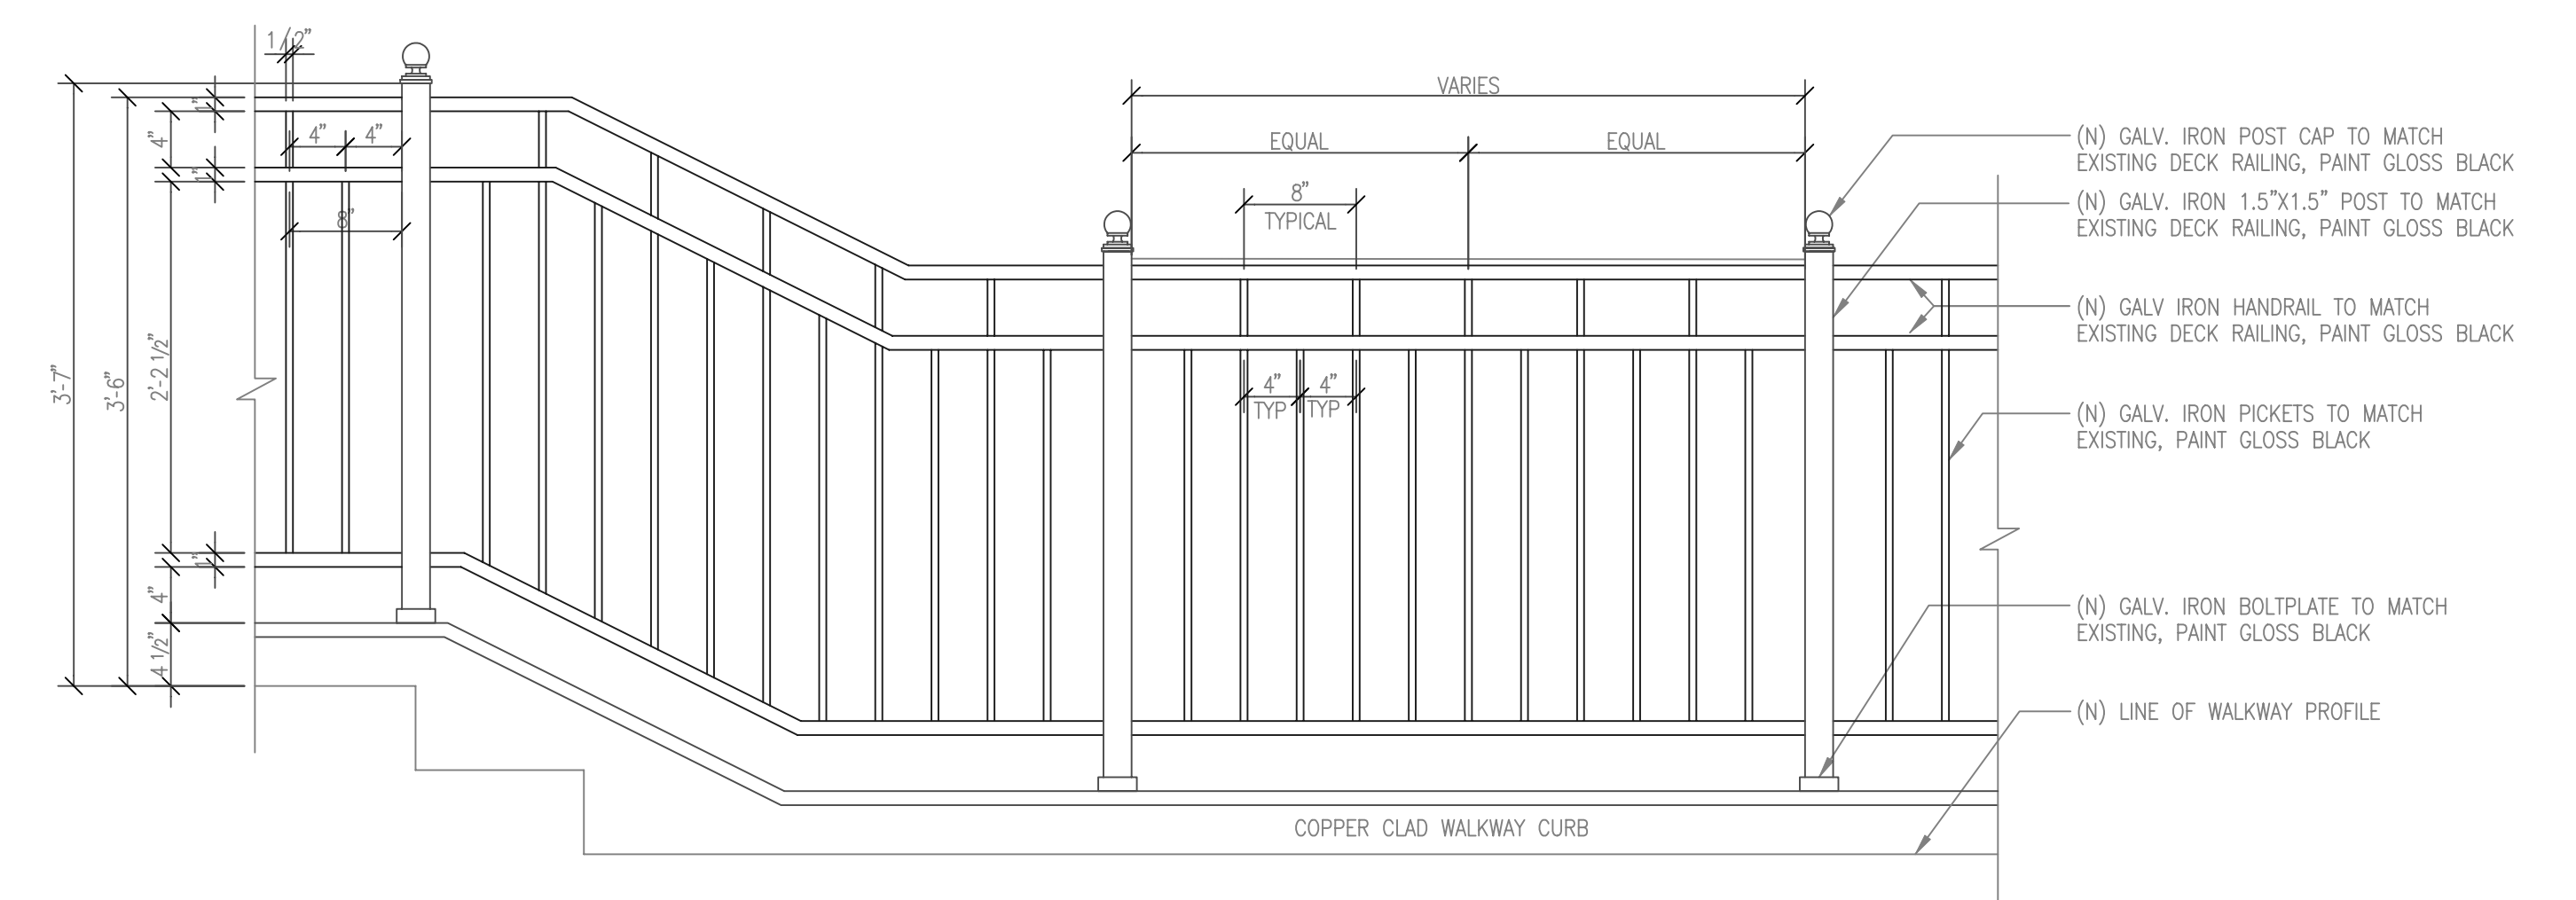 1/2"
1"
4"
1"
4"
4"
8"
3'-7"
3'-6"
2'-2 1/2"
1"
4"
4 1/2"
VARIES
EQUAL
EQUAL
8"
TYPICAL
4"
TYP
4"
TYP
COPPER CLAD WALKWAY CURB
(N) GALV. IRON POST CAP TO MATCH
EXISTING DECK RAILING, PAINT GLOSS BLACK
(N) GALV. IRON 1.5"X1.5" POST TO MATCH
EXISTING DECK RAILING, PAINT GLOSS BLACK
(N) GALV IRON HANDRAIL TO MATCH
EXISTING DECK RAILING, PAINT GLOSS BLACK
(N) GALV. IRON PICKETS TO MATCH
EXISTING, PAINT GLOSS BLACK
(N) GALV. IRON BOLTPLATE TO MATCH
EXISTING, PAINT GLOSS BLACK
(N) LINE OF WALKWAY PROFILE